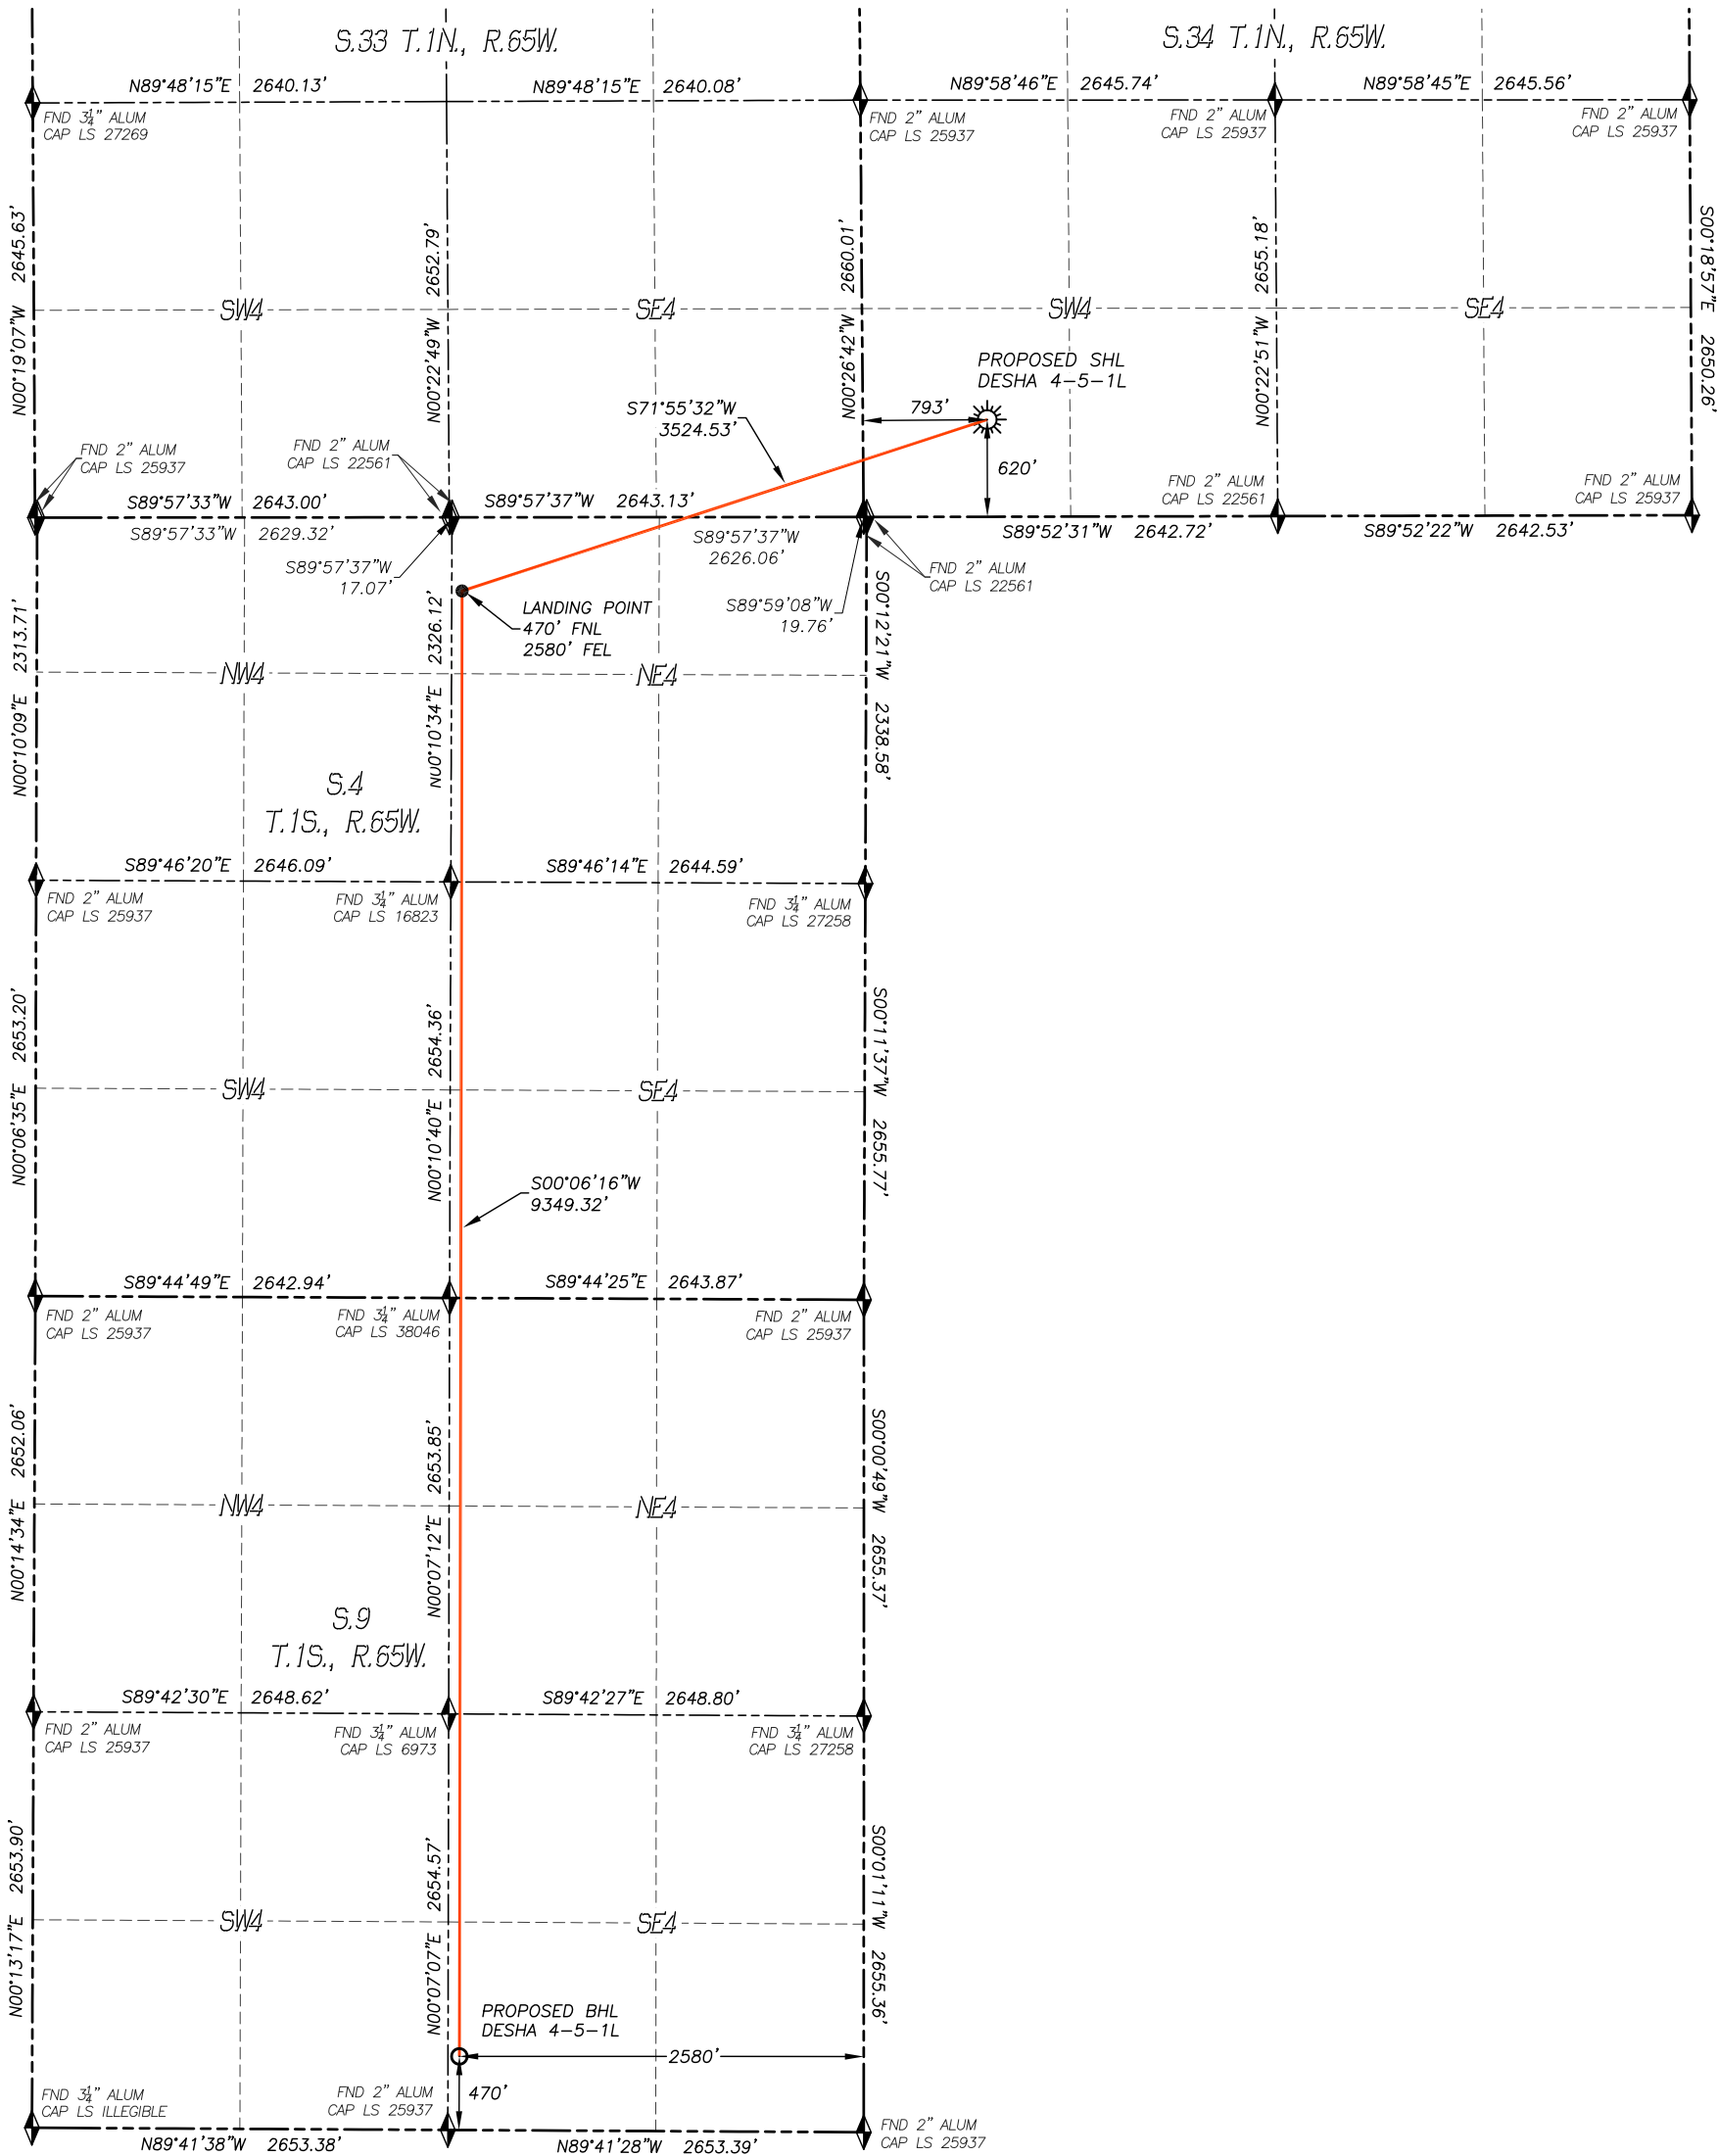 S.33 T.1N., R.65W.
S.34 T.1N., R.65W.
N89°48'15"E 2640.13'
N89°48'15"E 2640.08'
N89°58'46"E 2645.74'
N89°58'45"E 2645.56'
FND 3¼" ALUM
CAP LS 27269
FND 2" ALUM
CAP LS 25937
FND 2" ALUM
CAP LS 25937
FND 2" ALUM
CAP LS 25937
N00°19'07"W 2645.63'
N00°22'49"W 2652.79'
N00°26'42"W 2660.01'
N00°22'51"W 2655.18'
S00°18'57"E 2650.26'
SW4
SE4
SW4
SE4
PROPOSED SHL
DESHA 4-5-1L
793'
620'
S71°55'32"W
3524.53'
FND 2" ALUM
CAP LS 25937
FND 2" ALUM
CAP LS 22561
FND 2" ALUM
CAP LS 22561
FND 2" ALUM
CAP LS 25937
S89°57'33"W 2643.00'
S89°57'37"W 2643.13'
S89°57'33"W 2629.32'
S89°57'37"W
2626.06'
S89°52'31"W 2642.72'
S89°52'22"W 2642.53'
S89°57'37"W
17.07'
FND 2" ALUM
CAP LS 22561
S89°59'08"W
19.76'
LANDING POINT
470' FNL
2580' FEL
N00°10'09"E 2313.71'
N00°10'34"E 2326.12'
S00°12'21"W 2338.58'
NW4
NE4
S.4
T.1S., R.65W.
S89°46'20"E 2646.09'
S89°46'14"E 2644.59'
FND 2" ALUM
CAP LS 25937
FND 3¼" ALUM
CAP LS 16823
FND 3¼" ALUM
CAP LS 27258
N00°06'35"E 2653.20'
N00°10'40"E 2654.36'
S00°11'37"W 2655.77'
SW4
SE4
S00°06'16"W
9349.32'
S89°44'49"E 2642.94'
S89°44'25"E 2643.87'
FND 2" ALUM
CAP LS 25937
FND 3¼" ALUM
CAP LS 38046
FND 2" ALUM
CAP LS 25937
N00°14'34"E 2652.06'
N00°07'12"E 2653.85'
S00°00'49"W 2655.37'
NW4
NE4
S.9
T.1S., R.65W.
S89°42'30"E 2648.62'
S89°42'27"E 2648.80'
FND 2" ALUM
CAP LS 25937
FND 3¼" ALUM
CAP LS 6973
FND 3¼" ALUM
CAP LS 27258
N00°13'17"E 2653.90'
N00°07'07"E 2654.57'
S00°01'11"W 2655.36'
SW4
SE4
PROPOSED BHL
DESHA 4-5-1L
2580'
470'
FND 3¼" ALUM
CAP LS ILLEGIBLE
FND 2" ALUM
CAP LS 25937
FND 2" ALUM
CAP LS 25937
N89°41'38"W 2653.38'
N89°41'28"W 2653.39'